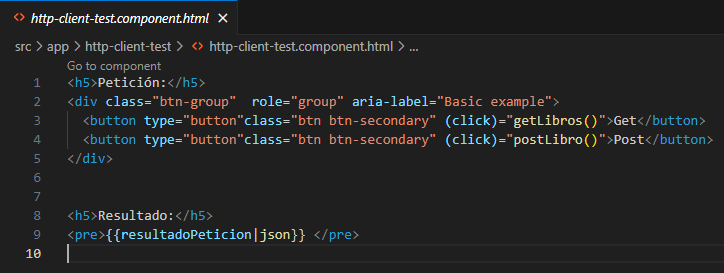 http-client-test.component.html ×
src > app > http-client-test > <> http-client-test.component.html > ...
Go to component
1 <h5>Petición:</h5>
2 <div class="btn-group"  role="group" aria-label="Basic example">
3   <button type="button"class="btn btn-secondary" (click)="getLibros()">Get</button>
4   <button type="button"class="btn btn-secondary" (click)="postLibro()">Post</button>
5 </div>
6
7
8 <h5>Resultado:</h5>
9 <pre>{{resultadoPeticion|json}} </pre>
10